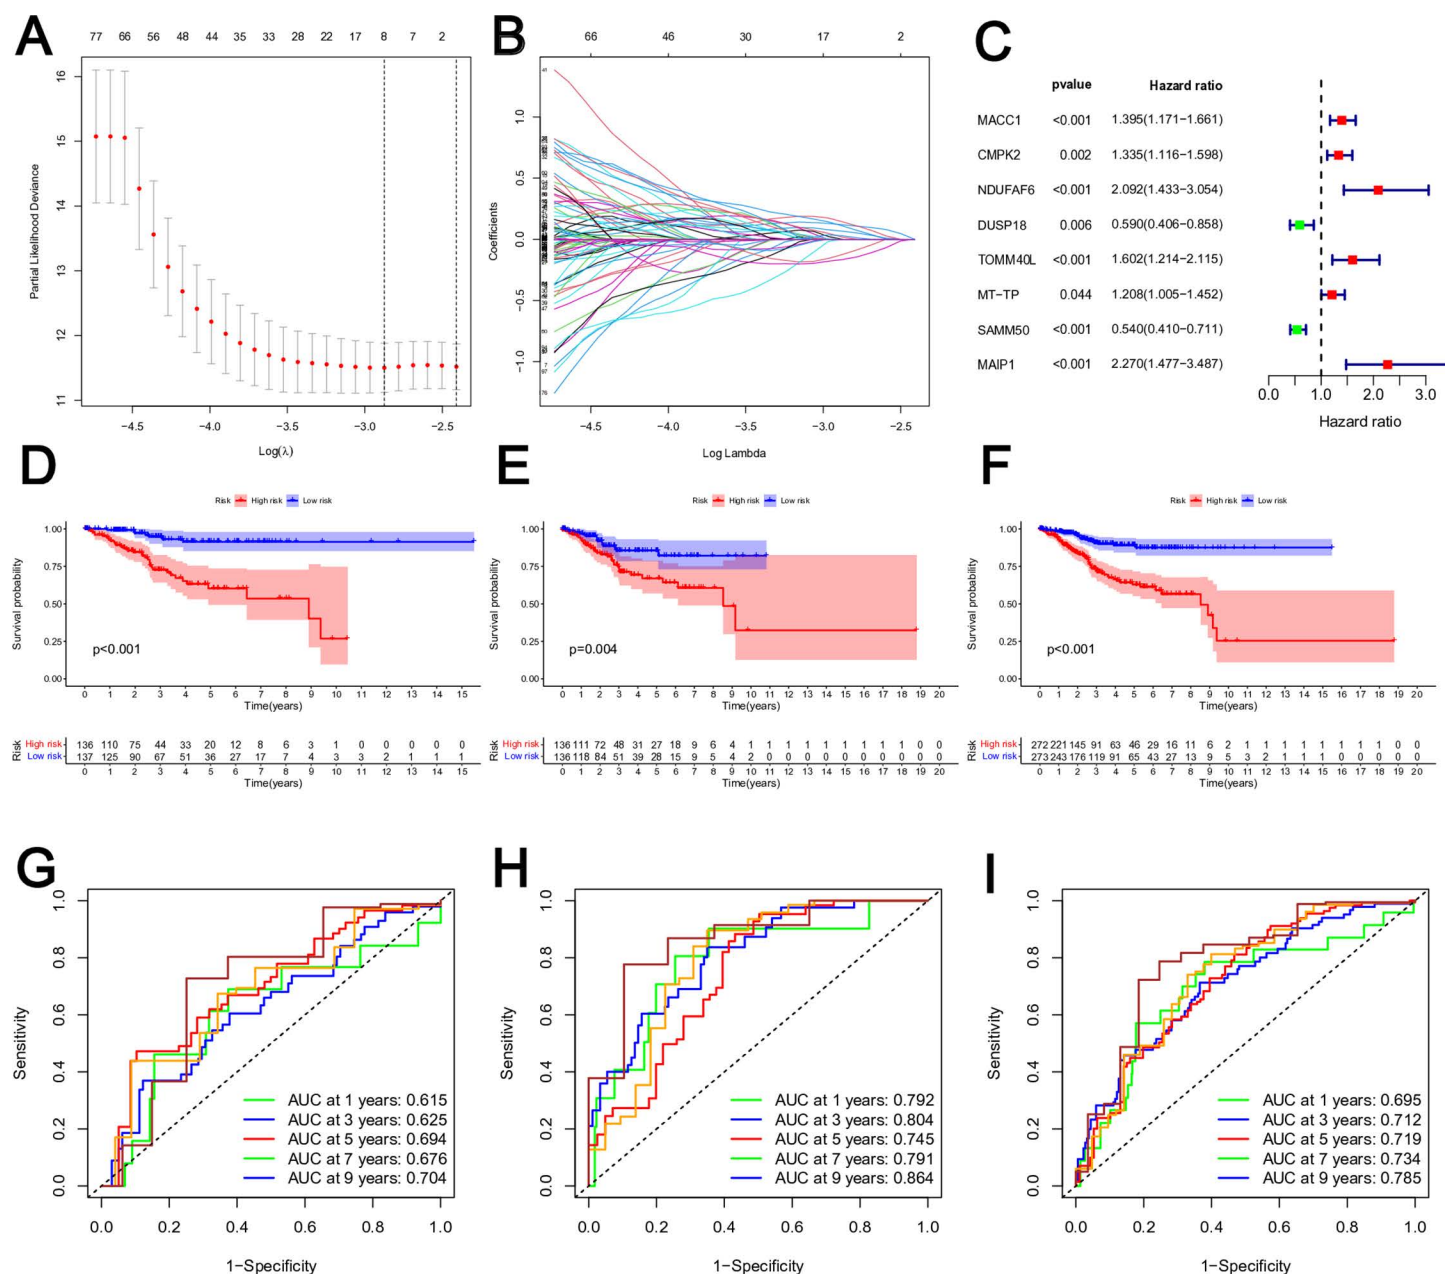 A
77 66 56 48 44 35 33 28 22 17 8 7 2
Partial Likelihood Deviance
16
15
14
13
12
11
−4.5 −4.0 −3.5 −3.0 −2.5
Log(λ)
B
66 46 30 17 2
Coefficients
1.0
0.5
0.0
−0.5
−1.0
−4.5 −4.0 −3.5 −3.0 −2.5
Log Lambda
C
pvalue Hazard ratio
MACC1 <0.001 1.395(1.171−1.661)
CMPK2 0.002 1.335(1.116−1.598)
NDUFAF6 <0.001 2.092(1.433−3.054)
DUSP18 0.006 0.590(0.406−0.858)
TOMM40L <0.001 1.602(1.214−2.115)
MT−TP 0.044 1.208(1.005−1.452)
SAMM50 <0.001 0.540(0.410−0.711)
MAIP1 <0.001 2.270(1.477−3.487)
0.0 1.0 2.0 3.0
Hazard ratio
D
Risk High risk Low risk
Survival probability
1.00
0.75
0.50
0.25
0.00
p<0.001
0 1 2 3 4 5 6 7 8 9 10 11 12 13 14 15
Time(years)
Risk
High risk 136 110 75 44 33 20 12 8 6 3 1 0 0 0 0 0
Low risk 137 125 90 67 51 36 27 17 7 4 3 3 2 1 1 1
0 1 2 3 4 5 6 7 8 9 10 11 12 13 14 15
Time(years)
E
Risk High risk Low risk
Survival probability
1.00
0.75
0.50
0.25
0.00
p=0.004
0 1 2 3 4 5 6 7 8 9 10 11 12 13 14 15 16 17 18 19 20
Time(years)
Risk
High risk 136 111 72 48 31 27 18 9 6 4 1 1 1 1 1 1 1 1 1 0 0
Low risk 136 118 84 51 39 28 15 9 5 4 2 0 0 0 0 0 0 0 0 0 0
0 1 2 3 4 5 6 7 8 9 10 11 12 13 14 15 16 17 18 19 20
Time(years)
F
Risk High risk Low risk
Survival probability
1.00
0.75
0.50
0.25
0.00
p<0.001
0 1 2 3 4 5 6 7 8 9 10 11 12 13 14 15 16 17 18 19 20
Time(years)
Risk
High risk 272 221 145 91 63 46 29 16 11 6 2 1 1 1 1 1 1 1 1 0 0
Low risk 273 243 176 119 91 65 43 27 13 9 5 3 2 1 1 1 0 0 0 0 0
0 1 2 3 4 5 6 7 8 9 10 11 12 13 14 15 16 17 18 19 20
Time(years)
G
Sensitivity
1.0
0.8
0.6
0.4
0.2
0.0
AUC at 1 years: 0.615
AUC at 3 years: 0.625
AUC at 5 years: 0.694
AUC at 7 years: 0.676
AUC at 9 years: 0.704
0.0 0.2 0.4 0.6 0.8 1.0
1−Specificity
H
Sensitivity
1.0
0.8
0.6
0.4
0.2
0.0
AUC at 1 years: 0.792
AUC at 3 years: 0.804
AUC at 5 years: 0.745
AUC at 7 years: 0.791
AUC at 9 years: 0.864
0.0 0.2 0.4 0.6 0.8 1.0
1−Specificity
I
Sensitivity
1.0
0.8
0.6
0.4
0.2
0.0
AUC at 1 years: 0.695
AUC at 3 years: 0.712
AUC at 5 years: 0.719
AUC at 7 years: 0.734
AUC at 9 years: 0.785
0.0 0.2 0.4 0.6 0.8 1.0
1−Specificity